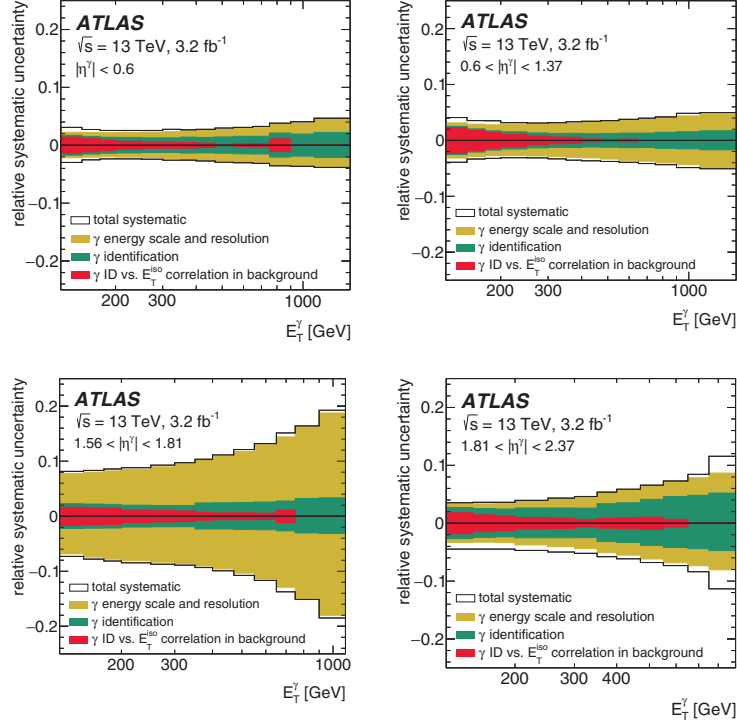 relative systematic uncertainty
0.2
0.1
0
−0.1
−0.2
ATLAS
√s = 13 TeV, 3.2 fb⁻¹
|η^γ| < 0.6
total systematic
γ energy scale and resolution
γ identification
γ ID vs. E_T^iso correlation in background
200 300 1000
E_T^γ [GeV]
relative systematic uncertainty
0.2
0.1
0
−0.1
−0.2
ATLAS
√s = 13 TeV, 3.2 fb⁻¹
0.6 < |η^γ| < 1.37
total systematic
γ energy scale and resolution
γ identification
γ ID vs. E_T^iso correlation in background
200 300 1000
E_T^γ [GeV]
relative systematic uncertainty
0.2
0.1
0
−0.1
−0.2
ATLAS
√s = 13 TeV, 3.2 fb⁻¹
1.56 < |η^γ| < 1.81
total systematic
γ energy scale and resolution
γ identification
γ ID vs. E_T^iso correlation in background
200 300 1000
E_T^γ [GeV]
relative systematic uncertainty
0.2
0.1
0
−0.1
−0.2
ATLAS
√s = 13 TeV, 3.2 fb⁻¹
1.81 < |η^γ| < 2.37
total systematic
γ energy scale and resolution
γ identification
γ ID vs. E_T^iso correlation in background
200 300 400
E_T^γ [GeV]